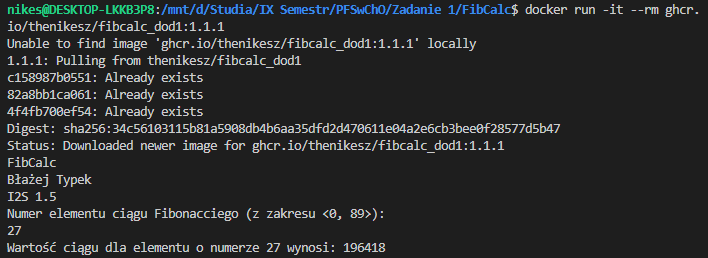 nikes@DESKTOP-LKKB3P8:/mnt/d/Studia/IX Semestr/PFSwChO/Zadanie 1/FibCalc$ docker run -it --rm ghcr.
io/thenikesz/fibcalc_dod1:1.1.1
Unable to find image 'ghcr.io/thenikesz/fibcalc_dod1:1.1.1' locally
1.1.1: Pulling from thenikesz/fibcalc_dod1
c158987b0551: Already exists
82a8bb1ca061: Already exists
4f4fb700ef54: Already exists
Digest: sha256:34c56103115b81a5908db4b6aa35dfd2d470611e04a2e6cb3bee0f28577d5b47
Status: Downloaded newer image for ghcr.io/thenikesz/fibcalc_dod1:1.1.1
FibCalc
Błażej Typek
I2S 1.5
Numer elementu ciągu Fibonacciego (z zakresu <0, 89>):
27
Wartość ciągu dla elementu o numerze 27 wynosi: 196418